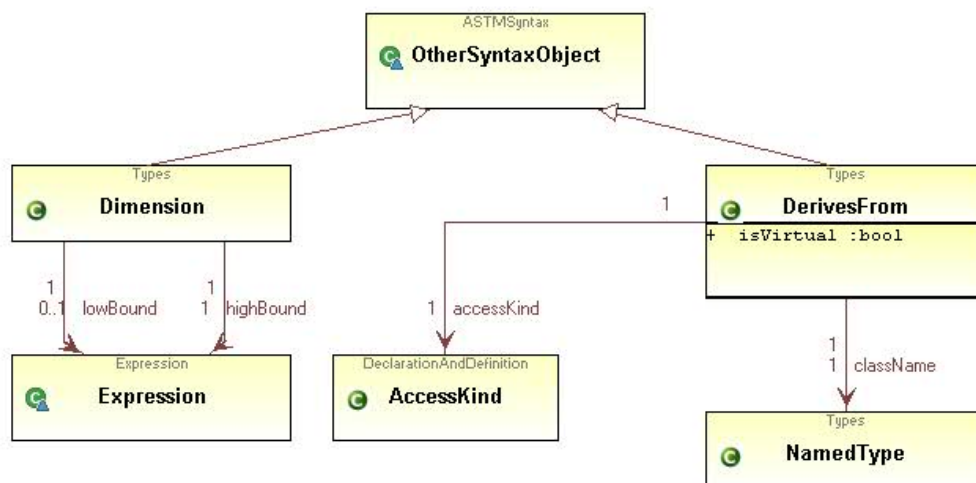 ASTMSyntax
OtherSyntaxObject
Types
Dimension
Types
DerivesFrom
+ isVirtual :bool
1
1
0..1 lowBound
1
1 highBound
1 accessKind
1
1 className
Expression
Expression
DeclarationAndDefinition
AccessKind
Types
NamedType